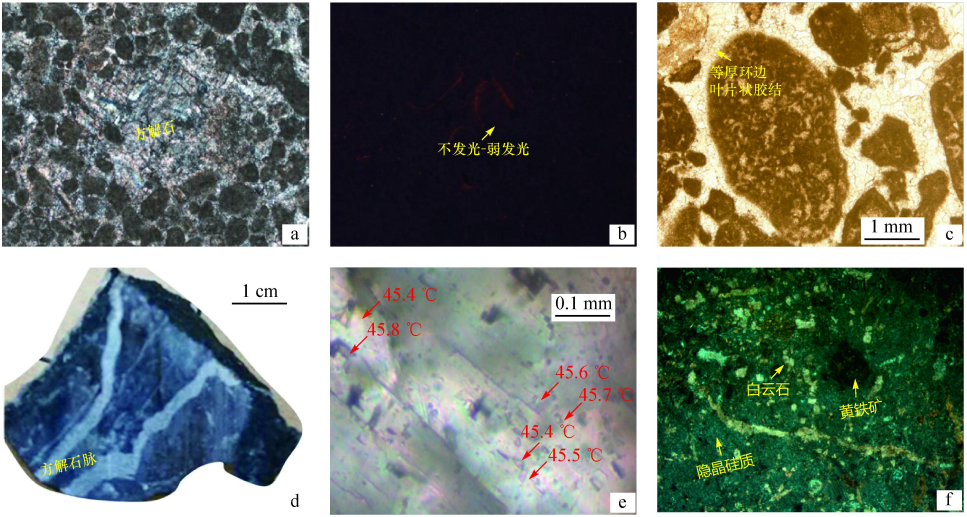 方解石
a
不发光-弱发光
b
等厚环边
叶片状胶结
1 mm
c
1 cm
方解石脉
d
45.4 ℃
45.8 ℃
0.1 mm
45.6 ℃
45.7 ℃
45.4 ℃
45.5 ℃
e
白云石
黄铁矿
隐晶硅质
f